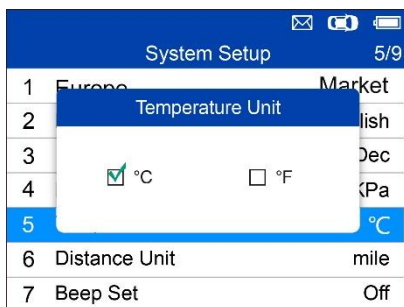 System Setup 5/9
1 Europe Market
Temperature Unit
2 lish
3 Dec
°C °F
4 KPa
5 °C
6 Distance Unit mile
7 Beep Set Off